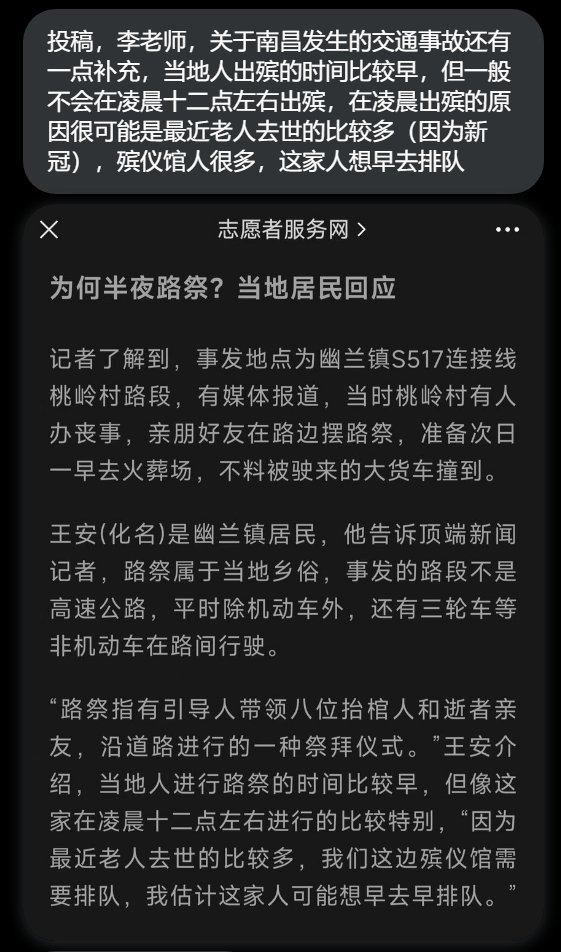 投稿，李老师，关于南昌发生的交通事故还有
一点补充，当地人出殡的时间比较早，但一般
不会在凌晨十二点左右出殡，在凌晨出殡的原
因很可能是最近老人去世的比较多（因为新
冠），殡仪馆人很多，这家人想早去排队
志愿者服务网
为何半夜路祭？当地居民回应
记者了解到，事发地点为幽兰镇S517连接线
桃岭村路段，有媒体报道，当时桃岭村有人
办丧事，亲朋好友在路边摆路祭，准备次日
一早去火葬场，不料被驶来的大货车撞到。
王安(化名)是幽兰镇居民，他告诉顶端新闻
记者，路祭属于当地乡俗，事发的路段不是
高速公路，平时除机动车外，还有三轮车等
非机动车在路间行驶。
“路祭指有引导人带领八位抬棺人和逝者亲
友，沿道路进行的一种祭拜仪式。”王安介
绍，当地人进行路祭的时间比较早，但像这
家在凌晨十二点左右进行的比较特别，“因为
最近老人去世的比较多，我们这边殡仪馆需
要排队，我估计这家人可能想早去早排队。”